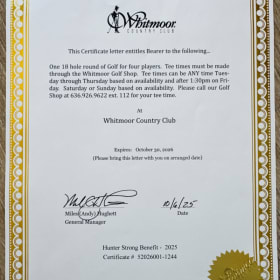 Whitmoor
COUNTRY CLUB
This Certificate letter entitles Bearer to the following...
One 18 hole round of Golf for four players. Tee times must be made
through the Whitmoor Golf Shop. Tee times can be ANY time Tues-
day through Thursday based on availability and after 1:30pm on Fri-
day. Saturday or Sunday based on availability. Please call our Golf
Shop at 636.926.9622 ext. 112 for your tee time.
At
Whitmoor Country Club
Expires: October 30, 2026
(Please bring this letter with you on arranged date)
10/6/25
Miles(Andy) Hughett
Date
General Manager
Hunter Strong Benefit - 2025
Certificate # 52026001-1244